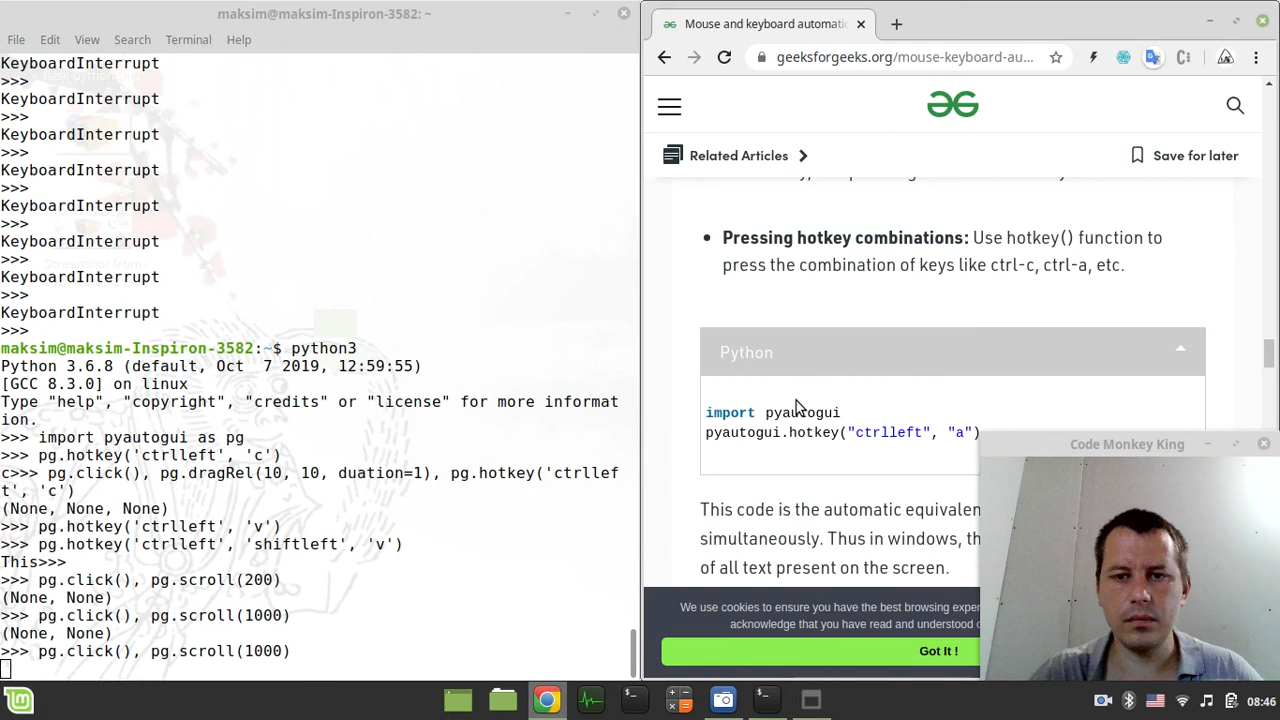 maksim@maksim-Inspiron-3582: ~
File Edit View Search Terminal Help
KeyboardInterrupt
>>>
KeyboardInterrupt
>>>
KeyboardInterrupt
>>>
KeyboardInterrupt
>>>
KeyboardInterrupt
>>>
KeyboardInterrupt
>>>
KeyboardInterrupt
>>>
KeyboardInterrupt
>>>
maksim@maksim-Inspiron-3582:~$ python3
Python 3.6.8 (default, Oct  7 2019, 12:59:55)
[GCC 8.3.0] on linux
Type "help", "copyright", "credits" or "license" for more informat
ion.
>>> import pyautogui as pg
>>> pg.hotkey('ctrlleft', 'c')
c>>> pg.click(), pg.dragRel(10, 10, duation=1), pg.hotkey('ctrllef
t', 'c')
(None, None, None)
>>> pg.hotkey('ctrlleft', 'v')
>>> pg.hotkey('ctrlleft', 'shiftleft', 'v')
This>>>
>>> pg.click(), pg.scroll(200)
(None, None)
>>> pg.click(), pg.scroll(1000)
(None, None)
>>> pg.click(), pg.scroll(1000)
Mouse and keyboard automatic
geeksforgeeks.org/mouse-keyboard-au...
Related Articles
Save for later
Pressing hotkey combinations: Use hotkey() function to
press the combination of keys like ctrl-c, ctrl-a, etc.
Python
import pyautogui
pyautogui.hotkey("ctrlleft", "a")
This code is the automatic equivalen
simultaneously. Thus in windows, th
of all text present on the screen.
We use cookies to ensure you have the best browsing exper
acknowledge that you have read and understood o
Got It !
Code Monkey King
08:46